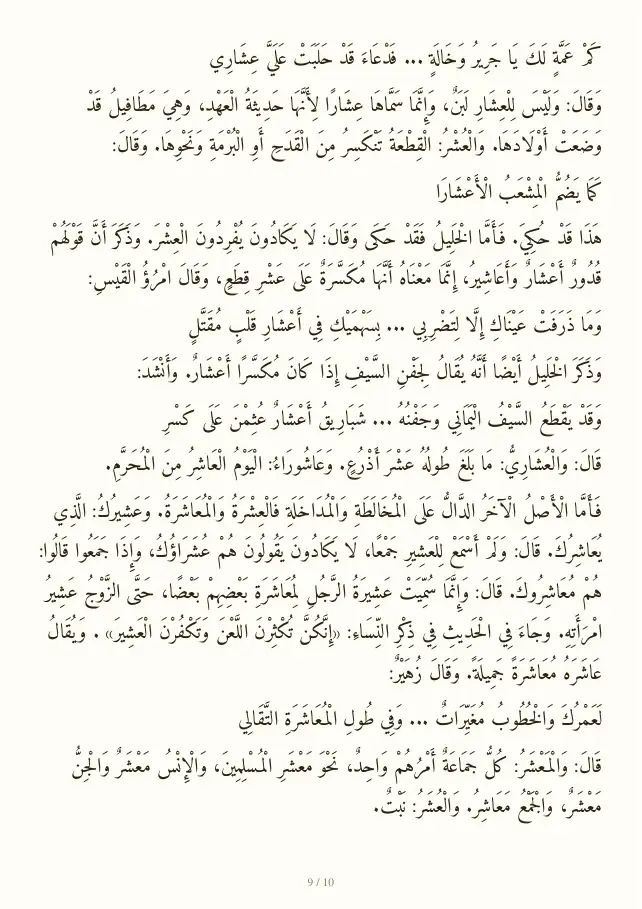 كَمْ عَمَّةٍ لَكَ يَا جَرِيرُ وَخَالَةٍ ... فَدْعَاءَ قَدْ حَلَبَتْ عَلَيَّ عِشَارِي
وَقَالَ: وَلَيْسَ لِلْعِشَارِ لَبَنٌ، وَإِنَّمَا سَمَّاهَا عِشَارًا لِأَنَّهَا حَدِيثَةُ الْعَهْدِ، وَهِيَ مَطَافِيلُ قَدْ
وَضَعَتْ أَوْلَادَهَا. وَالْعُشْرُ: الْقِطْعَةُ تَنْكَسِرُ مِنَ الْقَدَحِ أَوِ الْبُرْمَةِ وَنَحْوِهَا. وَقَالَ:
كَمَا يَضُمُّ الْمِشْعَبُ الْأَعْشَارَا
هَذَا قَدْ حُكِيَ. فَأَمَّا الْخَلِيلُ فَقَدْ حَكَى وَقَالَ: لَا يَكَادُونَ يُفْرِدُونَ الْعِشْرَ. وَذَكَرَ أَنَّ قَوْلَهُمْ
قُدُورٌ أَعْشَارٌ وَأَعَاشِيرُ، إِنَّمَا مَعْنَاهُ أَنَّهَا مُكَسَّرَةٌ عَلَى عَشْرِ قِطَعٍ، وَقَالَ امْرُؤُ الْقَيْسِ:
وَمَا ذَرَفَتْ عَيْنَاكِ إِلَّا لِتَضْرِبِي ... بِسَهْمَيْكِ فِي أَعْشَارِ قَلْبٍ مُقَتَّلٍ
وَذَكَرَ الْخَلِيلُ أَيْضًا أَنَّهُ يُقَالُ لِجَفْنِ السَّيْفِ إِذَا كَانَ مُكَسَّرًا أَعْشَارٌ. وَأَنْشَدَ:
وَقَدْ يَقْطَعُ السَّيْفُ الْيَمَانِي وَجَفْنُهُ ... شَبَارِيقُ أَعْشَارٌ عُثِمْنَ عَلَى كَسْرِ
قَالَ: وَالْعُشَارِيُّ: مَا بَلَغَ طُولُهُ عَشْرَ أَذْرُعٍ. وَعَاشُورَاءُ: الْيَوْمُ الْعَاشِرُ مِنَ الْمُحَرَّمِ.
فَأَمَّا الْأَصْلُ الْآخَرُ الدَّالُّ عَلَى الْمُخَالَطَةِ وَالْمُدَاخَلَةِ فَالْعِشْرَةُ وَالْمُعَاشَرَةُ. وَعَشِيرُكَ: الَّذِي
يُعَاشِرُكَ. قَالَ: وَلَمْ أَسْمَعْ لِلْعَشِيرِ جَمْعًا، لَا يَكَادُونَ يَقُولُونَ هُمْ عُشَرَاؤُكَ، وَإِذَا جَمَعُوا قَالُوا:
هُمْ مُعَاشِرُوكَ. قَالَ: وَإِنَّمَا سُمِّيَتْ عَشِيرَةُ الرَّجُلِ لِمُعَاشَرَةِ بَعْضِهِمْ بَعْضًا، حَتَّى الزَّوْجُ عَشِيرُ
امْرَأَتِهِ. وَجَاءَ فِي الْحَدِيثِ فِي ذِكْرِ النِّسَاءِ: «إِنَّكُنَّ تُكْثِرْنَ اللَّعْنَ وَتَكْفُرْنَ الْعَشِيرَ» . وَيُقَالُ
عَاشَرَهُ مُعَاشَرَةً جَمِيلَةً. وَقَالَ زُهَيْرٌ:
لَعَمْرُكَ وَالْخُطُوبُ مُغَيِّرَاتٌ ... وَفِي طُولِ الْمُعَاشَرَةِ التَّقَالِي
قَالَ: وَالْمَعْشَرُ: كُلُّ جَمَاعَةٌ أَمْرُهُمْ وَاحِدٌ، نَحْوَ مَعْشَرِ الْمُسْلِمِينَ، وَالْإِنْسُ مَعْشَرٌ وَالْجِنُّ
مَعْشَرٌ، وَالْجَمْعُ مَعَاشِرُ. وَالْعُشَرُ: نَبْتٌ.
9 / 10